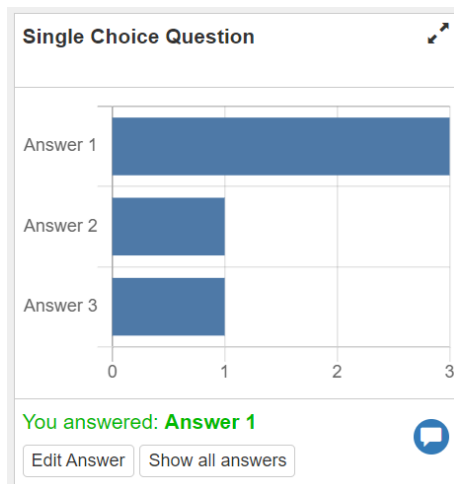 Single Choice Question
Answer 1
Answer 2
Answer 3
0 1 2 3
You answered: Answer 1
Edit Answer Show all answers